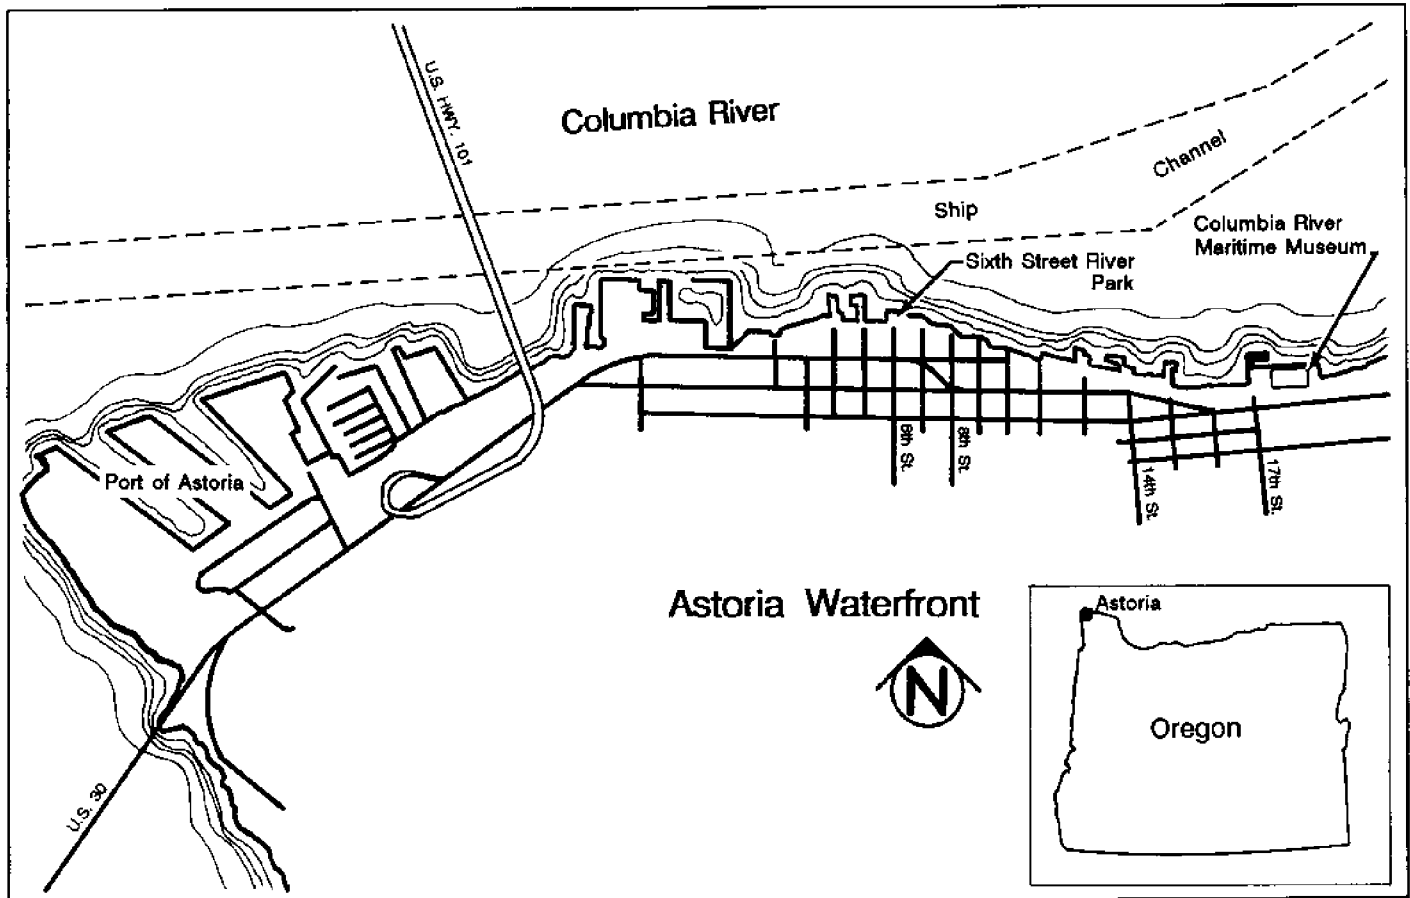 U.S. HWY. 101
Columbia River
Channel
Ship
Columbia River
Maritime Museum
Sixth Street River
Park
Port of Astoria
6th St.
8th St.
14th St.
17th St.
Astoria Waterfront
N
Astoria
Oregon
U.S. 30